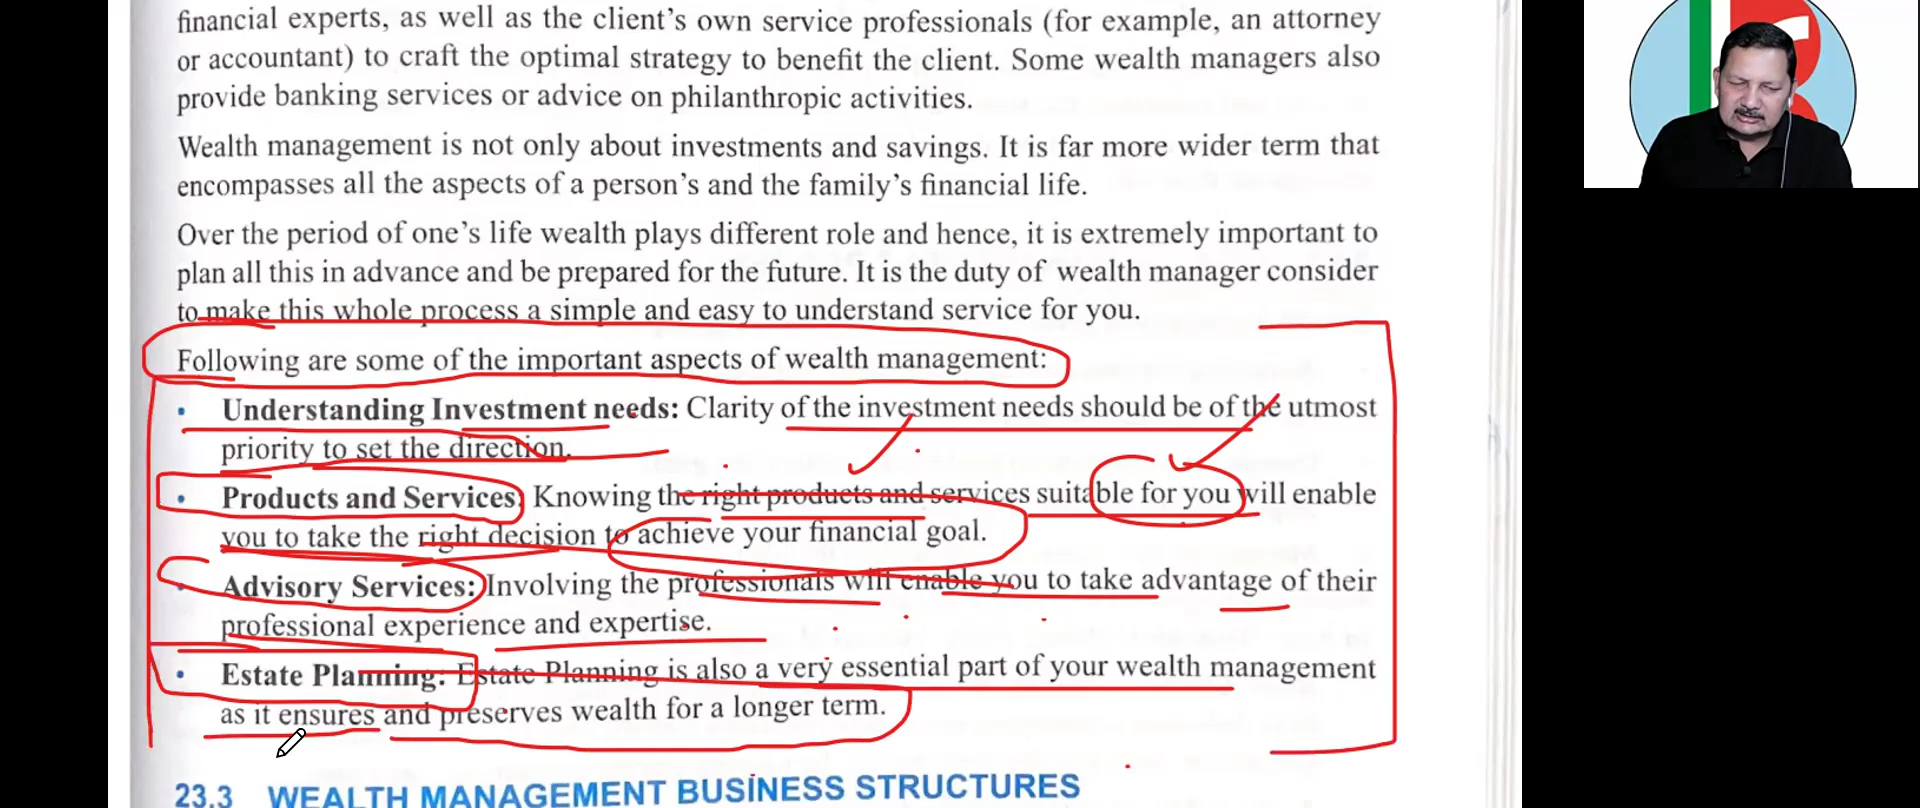 financial experts, as well as the client’s own service professionals (for example, an attorney
or accountant) to craft the optimal strategy to benefit the client. Some wealth managers also
provide banking services or advice on philanthropic activities.
Wealth management is not only about investments and savings. It is far more wider term that
encompasses all the aspects of a person’s and the family’s financial life.
Over the period of one’s life wealth plays different role and hence, it is extremely important to
plan all this in advance and be prepared for the future. It is the duty of wealth manager consider
to make this whole process a simple and easy to understand service for you.
Following are some of the important aspects of wealth management:
• Understanding Investment needs: Clarity of the investment needs should be of the utmost
priority to set the direction.
• Products and Services: Knowing the right products and services suitable for you will enable
you to take the right decision to achieve your financial goal.
• Advisory Services: Involving the professionals will enable you to take advantage of their
professional experience and expertise.
• Estate Planning: Estate Planning is also a very essential part of your wealth management
as it ensures and preserves wealth for a longer term.
23.3 WEALTH MANAGEMENT BUSINESS STRUCTURES